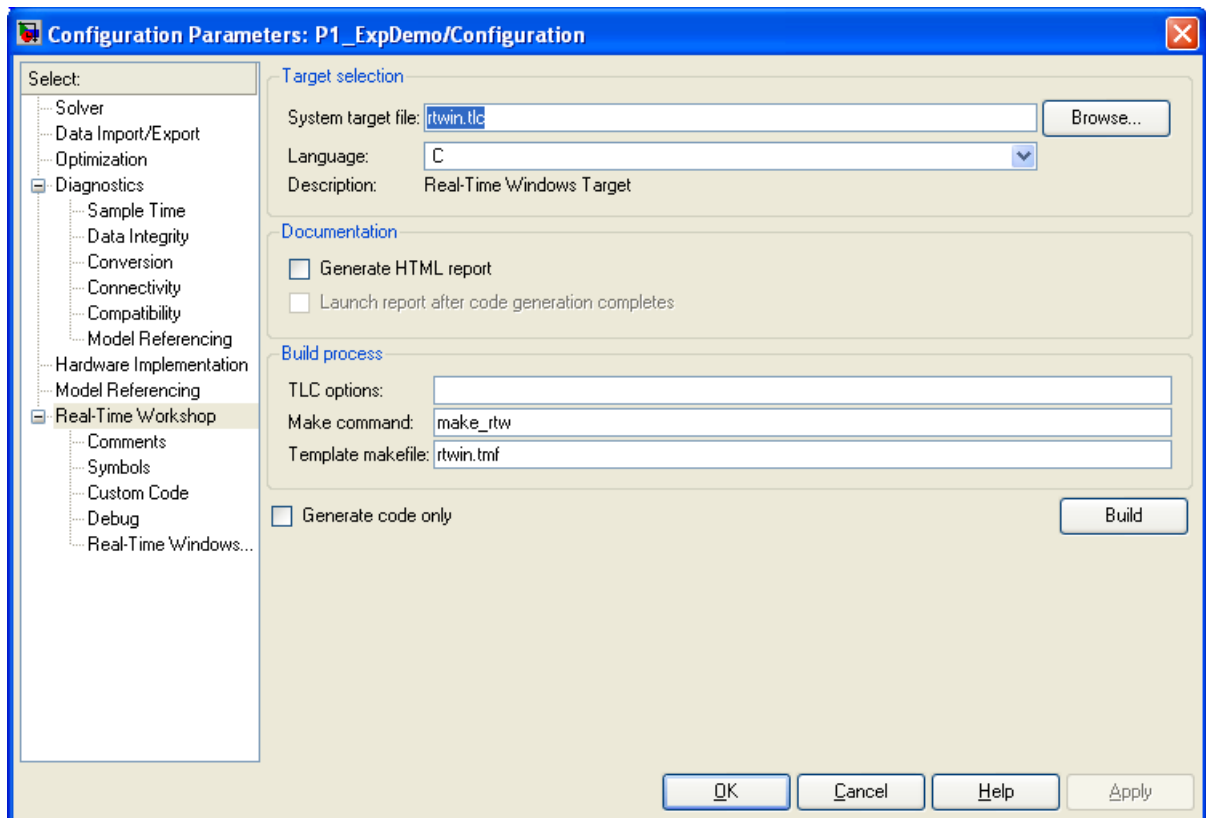 Configuration Parameters: P1_ExpDemo/Configuration
Select:
Solver
Data Import/Export
Optimization
Diagnostics
Sample Time
Data Integrity
Conversion
Connectivity
Compatibility
Model Referencing
Hardware Implementation
Model Referencing
Real-Time Workshop
Comments
Symbols
Custom Code
Debug
Real-Time Windows...
Target selection
System target file: rtwin.tlc Browse...
Language: C
Description: Real-Time Windows Target
Documentation
Generate HTML report
Launch report after code generation completes
Build process
TLC options:
Make command: make_rtw
Template makefile: rtwin.tmf
Generate code only Build
OK Cancel Help Apply